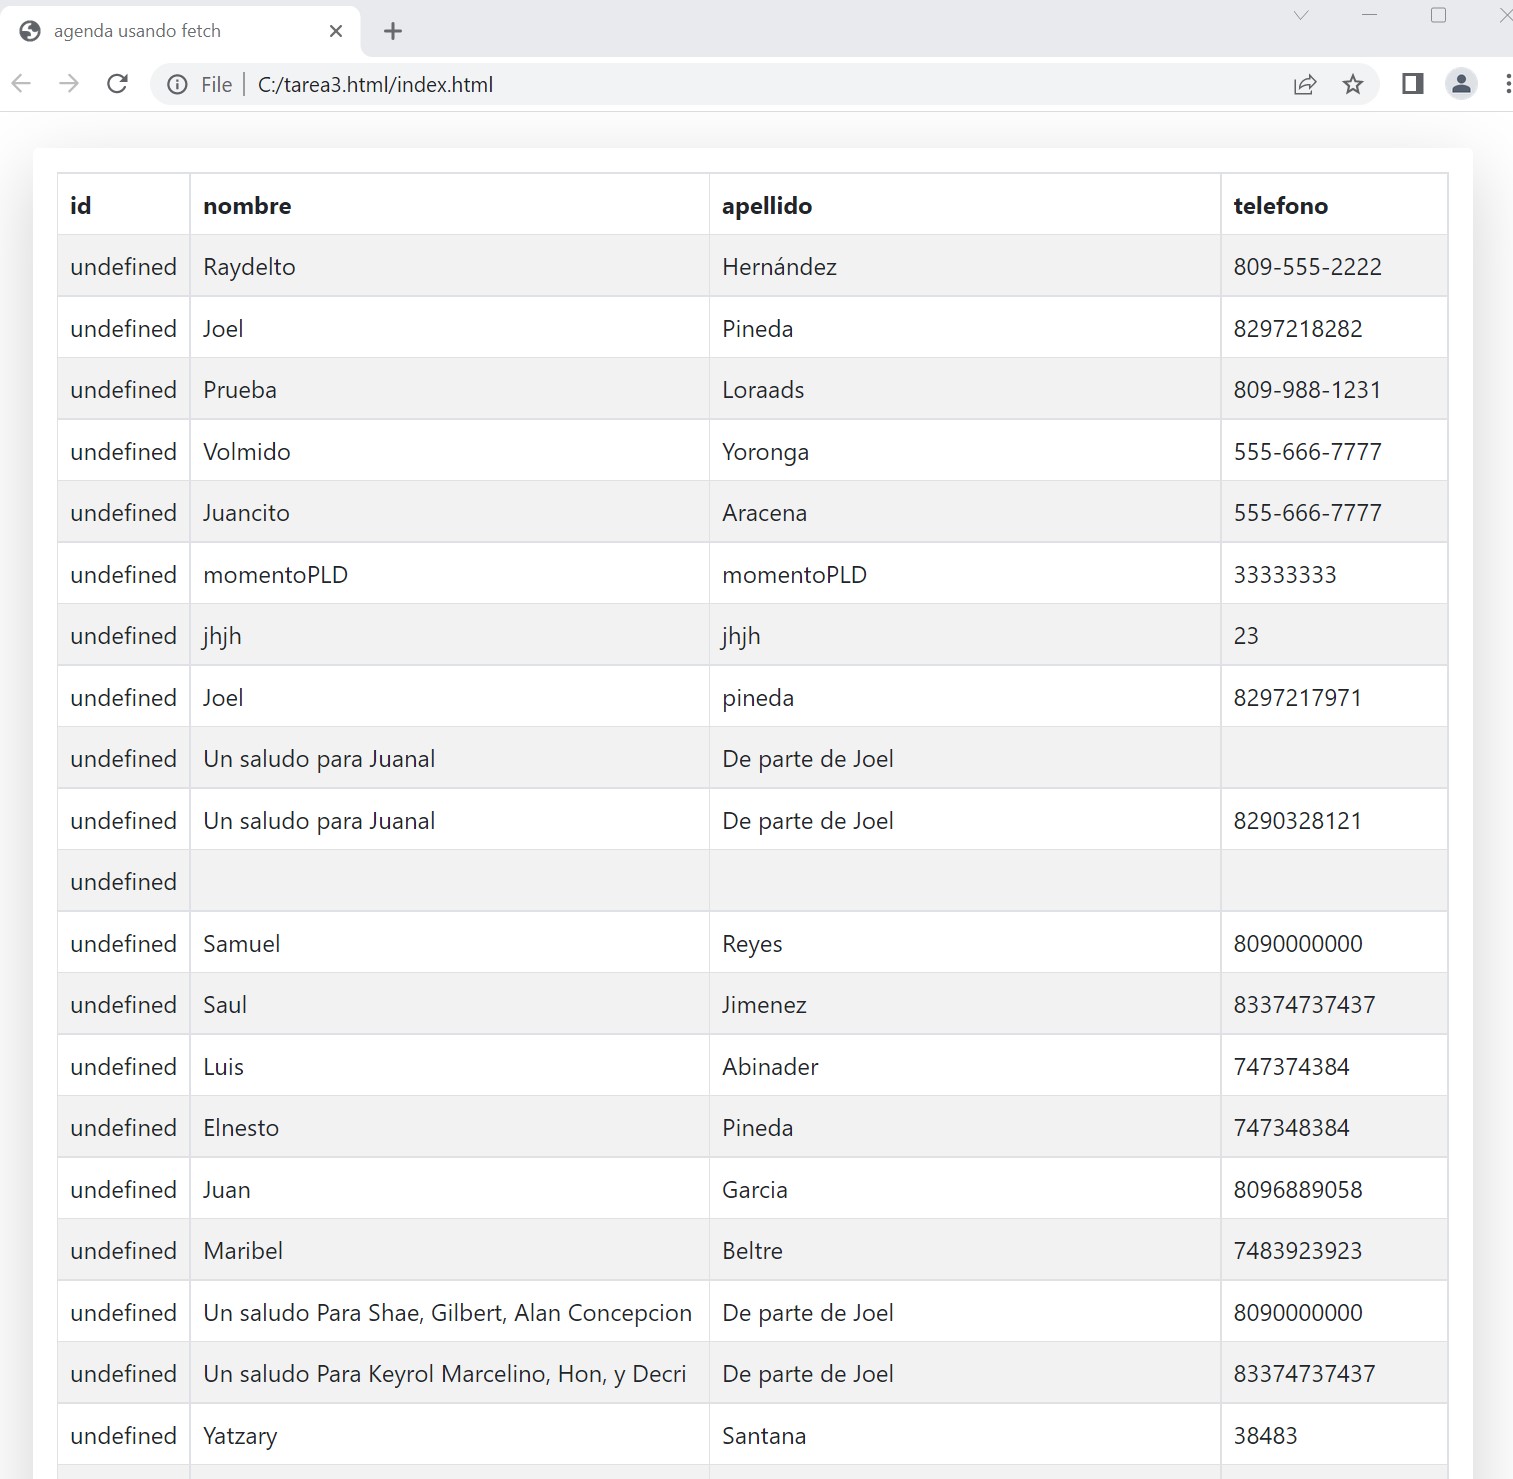 agenda usando fetch
File C:/tarea3.html/index.html
id nombre apellido telefono
undefined Raydelto Hernández 809-555-2222
undefined Joel Pineda 8297218282
undefined Prueba Loraads 809-988-1231
undefined Volmido Yoronga 555-666-7777
undefined Juancito Aracena 555-666-7777
undefined momentoPLD momentoPLD 33333333
undefined jhjh jhjh 23
undefined Joel pineda 8297217971
undefined Un saludo para Juanal De parte de Joel
undefined Un saludo para Juanal De parte de Joel 8290328121
undefined
undefined Samuel Reyes 8090000000
undefined Saul Jimenez 83374737437
undefined Luis Abinader 747374384
undefined Elnesto Pineda 747348384
undefined Juan Garcia 8096889058
undefined Maribel Beltre 7483923923
undefined Un saludo Para Shae, Gilbert, Alan Concepcion De parte de Joel 8090000000
undefined Un saludo Para Keyrol Marcelino, Hon, y Decri De parte de Joel 83374737437
undefined Yatzary Santana 38483